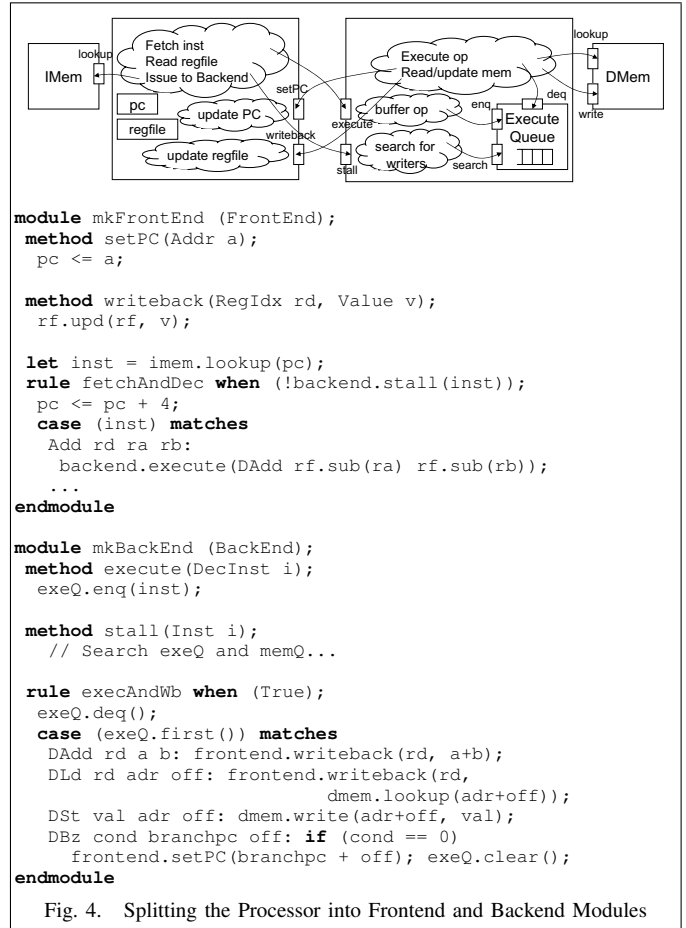 lookup
Fetch inst
Read regfile
Issue to Backend
IMem
pc
regfile
update PC
update regfile
setPC
writeback
execute
stall
Execute op
Read/update mem
buffer op
search for
writers
enq
deq
search
Execute
Queue
lookup
DMem
write
module mkFrontEnd (FrontEnd);
method setPC(Addr a);
pc <= a;
method writeback(RegIdx rd, Value v);
rf.upd(rf, v);
let inst = imem.lookup(pc);
rule fetchAndDec when (!backend.stall(inst));
pc <= pc + 4;
case (inst) matches
Add rd ra rb:
backend.execute(DAdd rf.sub(ra) rf.sub(rb));
...
endmodule
module mkBackEnd (BackEnd);
method execute(DecInst i);
exeQ.enq(inst);
method stall(Inst i);
// Search exeQ and memQ...
rule execAndWb when (True);
exeQ.deq();
case (exeQ.first()) matches
DAdd rd a b: frontend.writeback(rd, a+b);
DLd rd adr off: frontend.writeback(rd,
dmem.lookup(adr+off));
DSt val adr off: dmem.write(adr+off, val);
DBz cond branchpc off: if (cond == 0)
frontend.setPC(branchpc + off); exeQ.clear();
endmodule
Fig. 4. Splitting the Processor into Frontend and Backend Modules